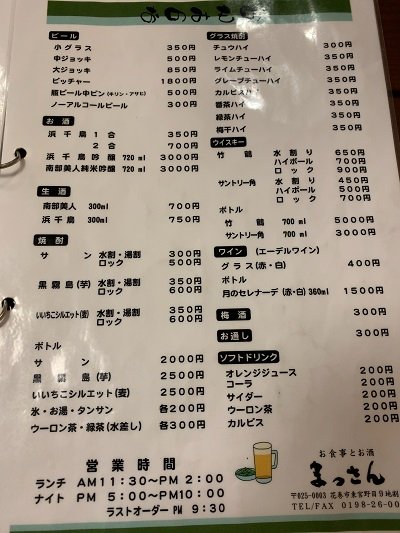 おのみもの
ビール
小グラス 350円
中ジョッキ 500円
大ジョッキ 850円
ピッチャー 1800円
瓶ビール中ビン(キリン・アサヒ) 500円
ノーアルコールビール 300円
お酒
浜千鳥 1合 350円
2合 700円
浜千鳥吟醸 720ml 3000円
南部美人純米吟醸 720ml 3000円
生酒
南部美人 300ml 700円
浜千鳥 300ml 750円
焼酎
サン 水割・湯割 300円
ロック 500円
黒霧島(芋) 水割・湯割 350円
ロック 600円
いいちこシルエット(麦) 水割・湯割 350円
ロック 600円
ボトル
サン 2000円
黒霧島(芋) 2500円
いいちこシルエット(麦) 2500円
氷・お湯・タンサン 各200円
ウーロン茶・緑茶(水差し) 各300円
グラス焼酎
チュウハイ 300円
レモンチューハイ 350円
ライムチューハイ 350円
グレープチューハイ 350円
カルピスハイ 350円
番茶ハイ 350円
緑茶ハイ 350円
梅干ハイ 350円
ウイスキー
竹鶴 水割り 650円
ハイボール 700円
ロック 900円
サントリー角 水割り 450円
ハイボール 500円
ロック 700円
ボトル
竹鶴 700ml 5000円
サントリー角 700ml 3000円
ワイン (エーデルワイン)
グラス(赤・白) 400円
ボトル
月のセレナーデ(赤・白)360ml 1500円
梅酒 300円
お通し 300円
ソフトドリンク
オレンジジュース 200円
コーラ 200円
サイダー 200円
ウーロン茶 200円
カルピス 200円
営業時間
ランチ AM11:30~PM2:00
ナイト PM5:00~PM10:00
ラストオーダー PM 9:30
お食事とお酒
まっさん
〒025-0003 花巻市東宮野目9地割
TEL/FAX 0198-26-00